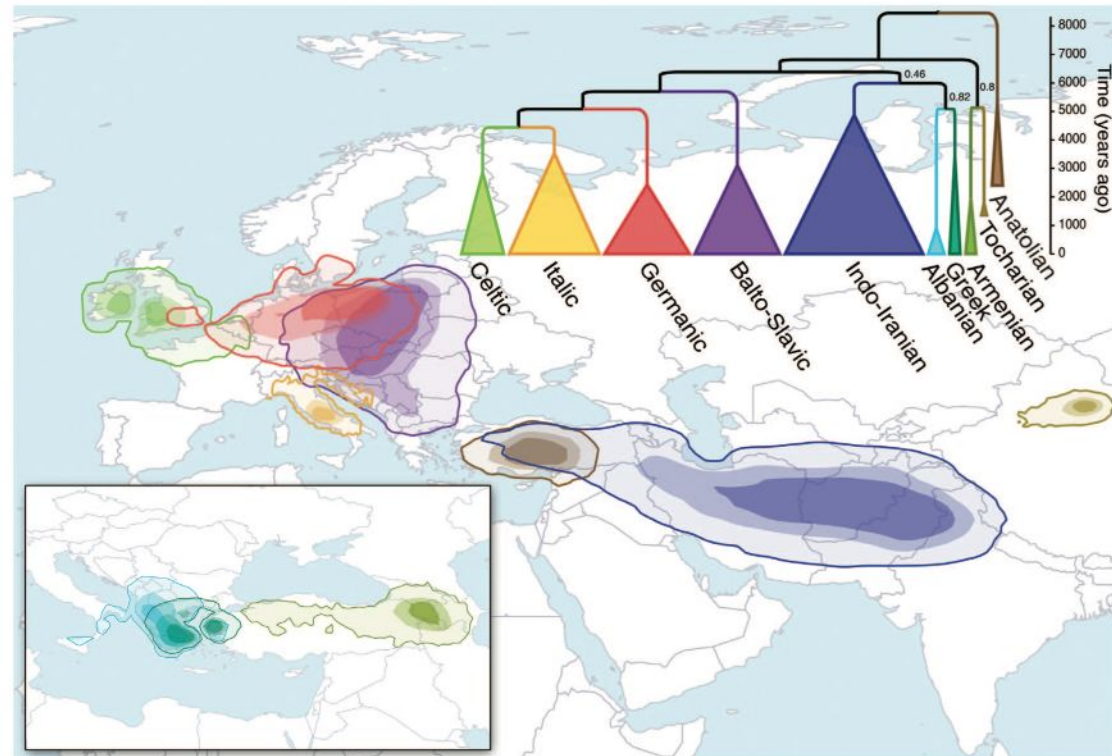 8000
7000
6000
5000
4000
3000
2000
1000
0
Time (years ago)
0.46
0.82
0.8
Celtic
Italic
Germanic
Balto-Slavic
Indo-Iranian
Albanian
Greek
Armenian
Tocharian
Anatolian